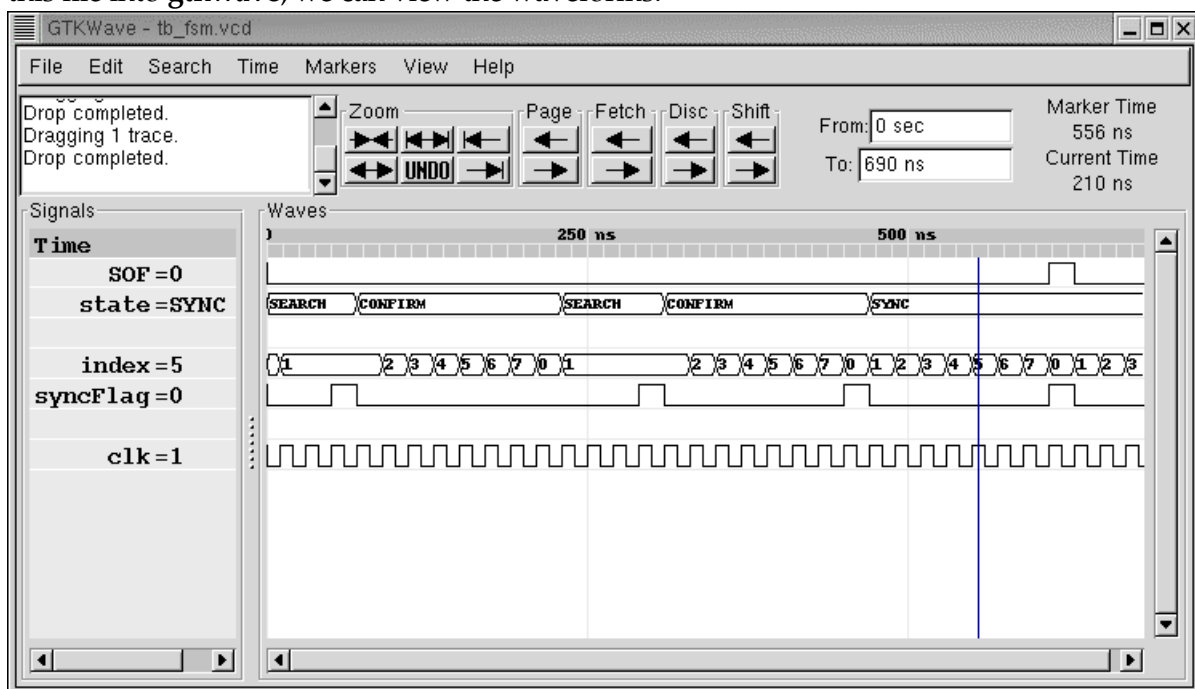 this file into gtkwave, we can view the waveforms.
GTKWave - tb_fsm.vcd
File Edit Search Time Markers View Help
Drop completed.
Dragging 1 trace.
Drop completed.
Zoom
UNDO
Page
Fetch
Disc
Shift
From: 0 sec
To: 690 ns
Marker Time
556 ns
Current Time
210 ns
Signals
Waves
Time
250 ns 500 ns
SOF=0
state=SYNC
SEARCH CONFIRM SEARCH CONFIRM SYNC
index=5
1 2 3 4 5 6 7 0 1 2 3 4 5 6 7 0 1 2 3 4 5 6 7 0 1 2 3
syncFlag=0
clk=1